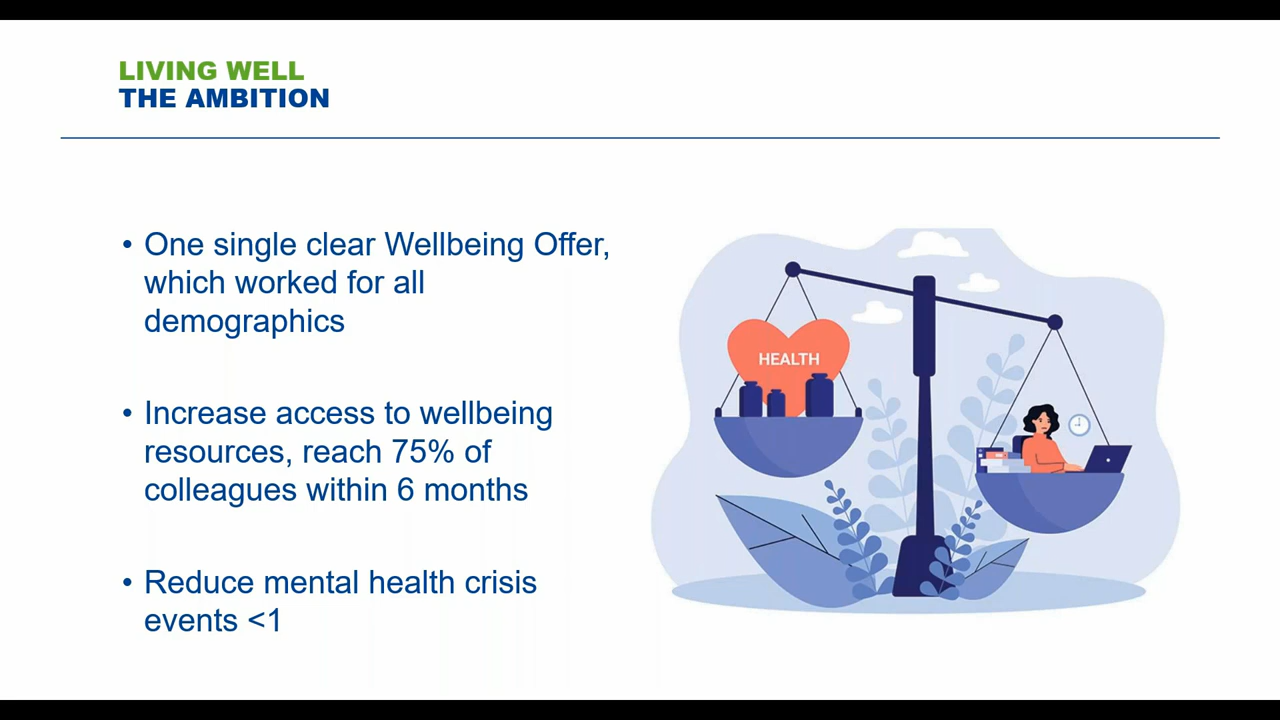 LIVING WELL
THE AMBITION
• One single clear Wellbeing Offer,
which worked for all
demographics
• Increase access to wellbeing
resources, reach 75% of
colleagues within 6 months
• Reduce mental health crisis
events <1
HEALTH